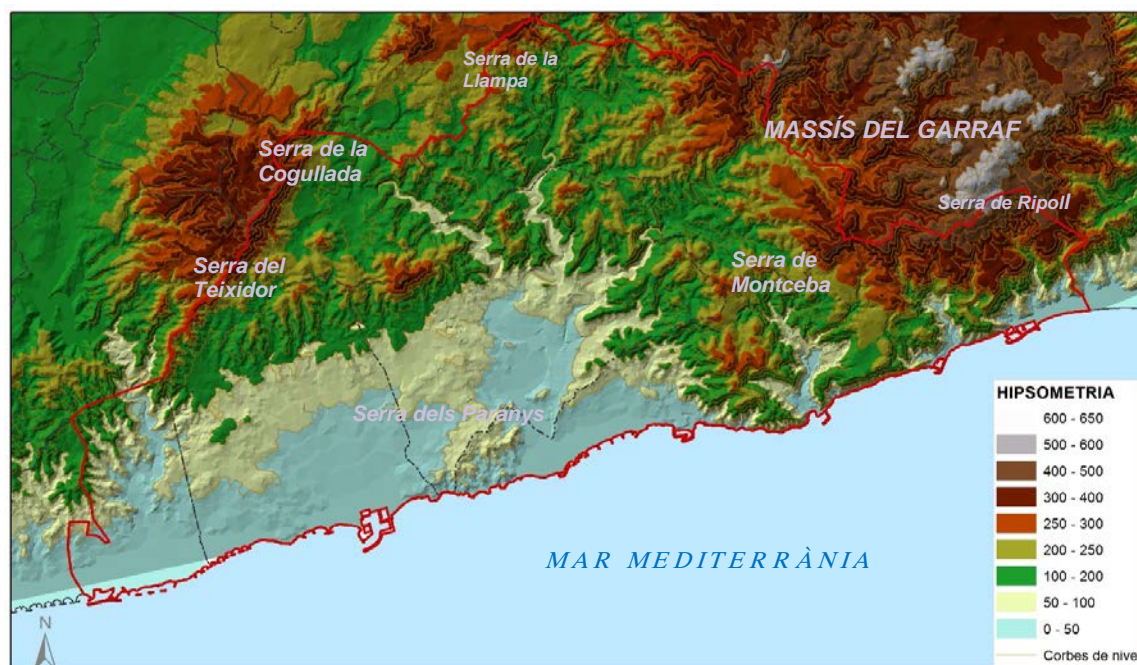 Serra de la
Llampa
MASSÍS DEL GARRAF
Serra de la
Cogullada
Serra de Ripoll
Serra del
Teixidor
Serra de
Montceba
Serra dels Paranys
MAR MEDITERRÀNIA
HIPSOMETRIA
600 - 650
500 - 600
400 - 500
300 - 400
250 - 300
200 - 250
100 - 200
50 - 100
0 - 50
Corbes de nive
N